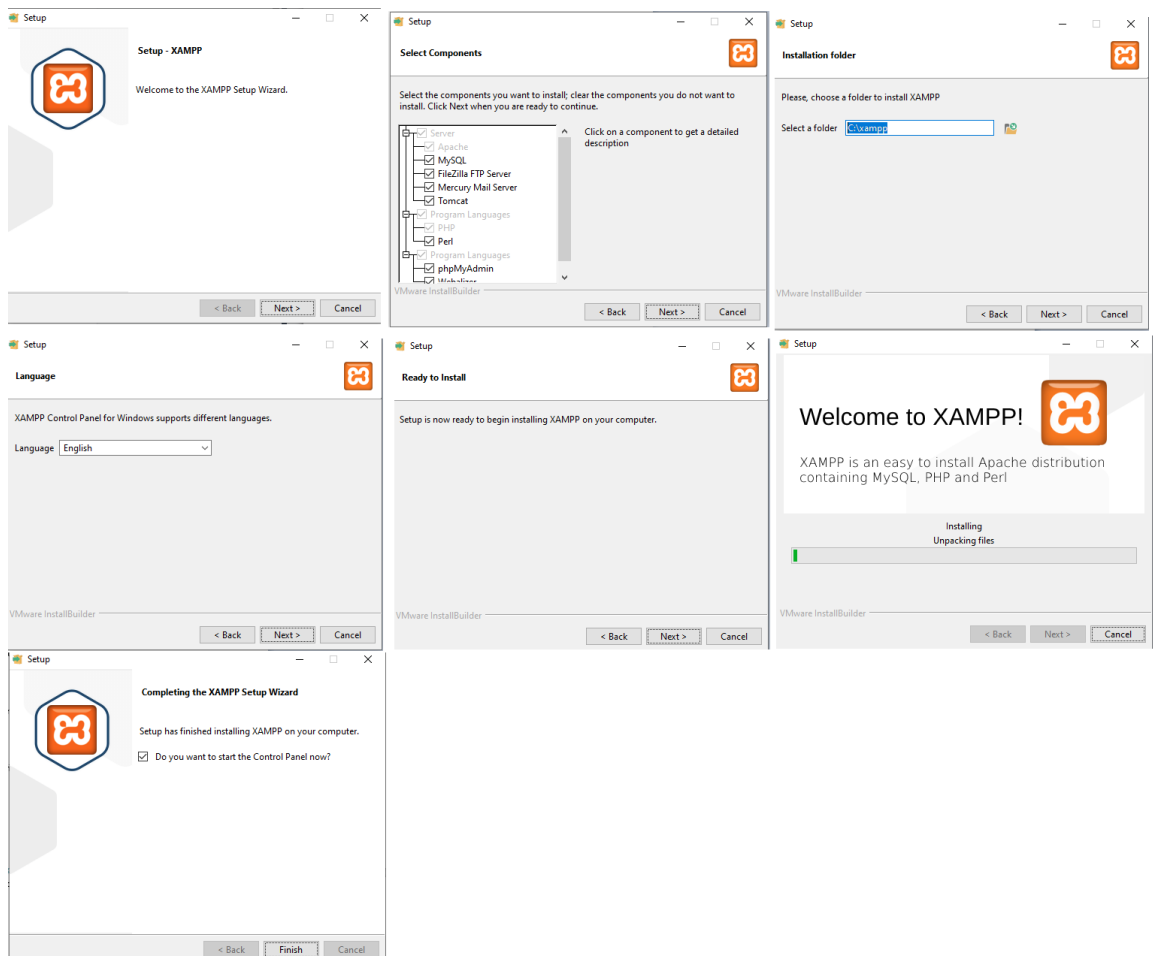 Setup
Setup - XAMPP
Welcome to the XAMPP Setup Wizard.
< Back
Next >
Cancel
Setup
Select Components
Select the components you want to install; clear the components you do not want to
install. Click Next when you are ready to continue.
Server
Apache
MySQL
FileZilla FTP Server
Mercury Mail Server
Tomcat
Program Languages
PHP
Perl
Program Languages
phpMyAdmin
Webalizer
Click on a component to get a detailed
description
VMware InstallBuilder
< Back
Next >
Cancel
Setup
Installation folder
Please, choose a folder to install XAMPP
Select a folder C:\xampp
VMware InstallBuilder
< Back
Next >
Cancel
Setup
Language
XAMPP Control Panel for Windows supports different languages.
Language English
VMware InstallBuilder
< Back
Next >
Cancel
Setup
Ready to Install
Setup is now ready to begin installing XAMPP on your computer.
VMware InstallBuilder
< Back
Next >
Cancel
Setup
Welcome to XAMPP!
XAMPP is an easy to install Apache distribution
containing MySQL, PHP and Perl
Installing
Unpacking files
VMware InstallBuilder
< Back
Next >
Cancel
Setup
Completing the XAMPP Setup Wizard
Setup has finished installing XAMPP on your computer.
Do you want to start the Control Panel now?
< Back
Finish
Cancel